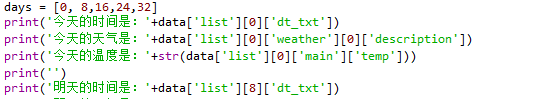 days = [0, 8,16,24,32]
print('今天的时间是：'+data['list'][0]['dt_txt'])
print('今天的天气是：'+data['list'][0]['weather'][0]['description'])
print('今天的温度是：'+str(data['list'][0]['main']['temp']))
print('')
print('明天的时间是：'+data['list'][8]['dt_txt'])